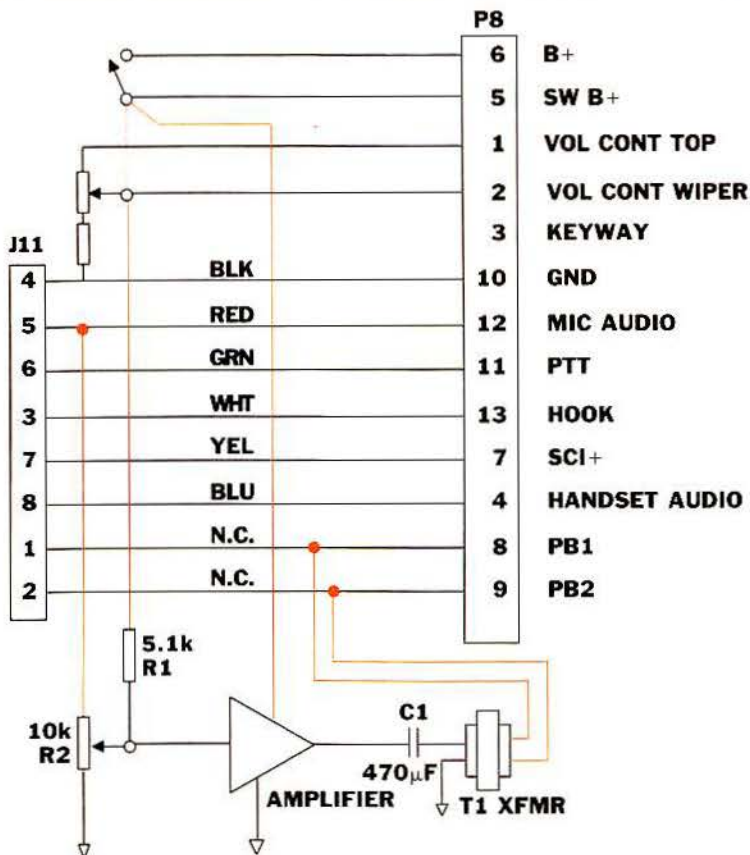 P8
6 B+
5 SW B+
1 VOL CONT TOP
2 VOL CONT WIPER
3 KEYWAY
J11
4 BLK 10 GND
5 RED 12 MIC AUDIO
6 GRN 11 PTT
3 WHT 13 HOOK
7 YEL 7 SCI+
8 BLU 4 HANDSET AUDIO
1 N.C. 8 PB1
2 N.C. 9 PB2
5.1k
R1
10k
R2
AMPLIFIER
C1
470µF
T1 XFMR